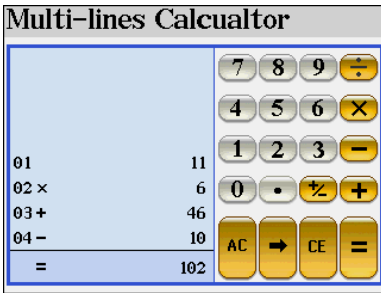 Multi-lines Calcualtor
7 8 9 ÷
4 5 6 ×
1 2 3 −
0 • +/− +
AC → CE =
01 11
02 × 6
03 + 46
04 − 10
= 102